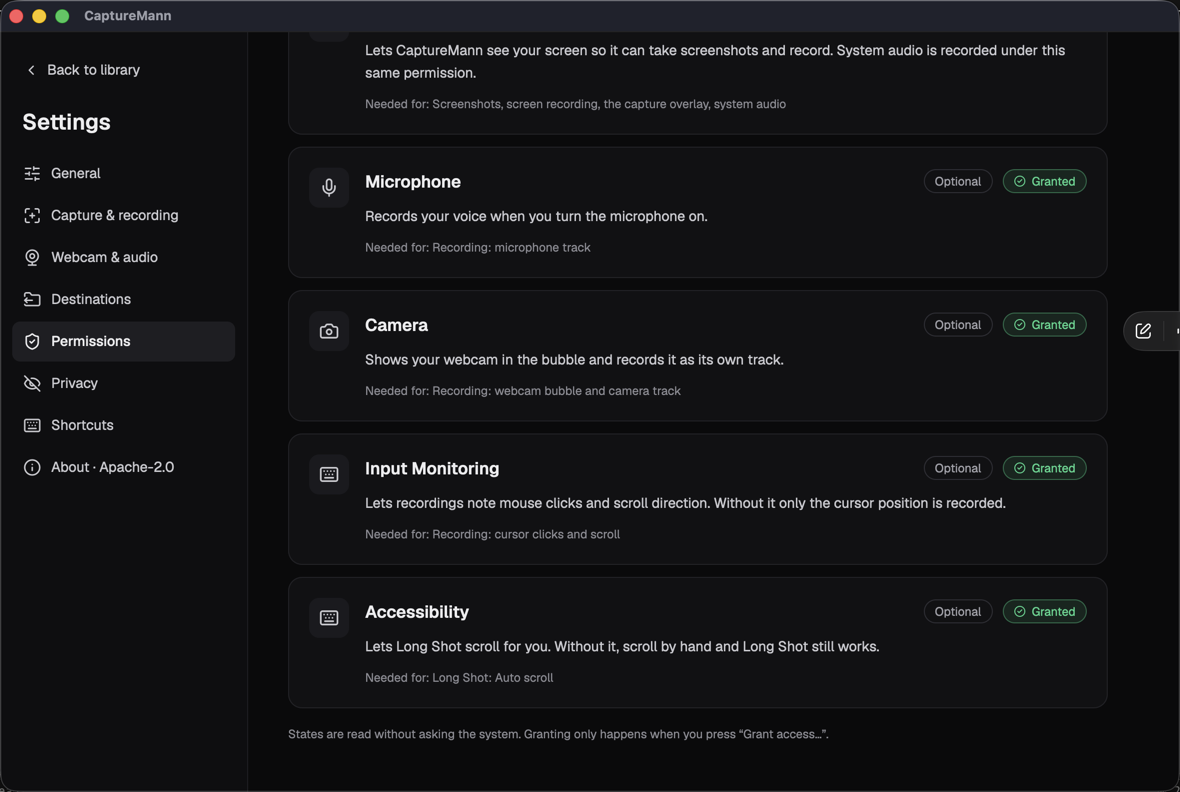 CaptureMann
Back to library
Settings
General
Capture & recording
Webcam & audio
Destinations
Permissions
Privacy
Shortcuts
About · Apache-2.0
Lets CaptureMann see your screen so it can take screenshots and record. System audio is recorded under this
same permission.
Needed for: Screenshots, screen recording, the capture overlay, system audio
Microphone
Optional
Granted
Records your voice when you turn the microphone on.
Needed for: Recording: microphone track
Camera
Optional
Granted
Shows your webcam in the bubble and records it as its own track.
Needed for: Recording: webcam bubble and camera track
Input Monitoring
Optional
Granted
Lets recordings note mouse clicks and scroll direction. Without it only the cursor position is recorded.
Needed for: Recording: cursor clicks and scroll
Accessibility
Optional
Granted
Lets Long Shot scroll for you. Without it, scroll by hand and Long Shot still works.
Needed for: Long Shot: Auto scroll
States are read without asking the system. Granting only happens when you press “Grant access…”.